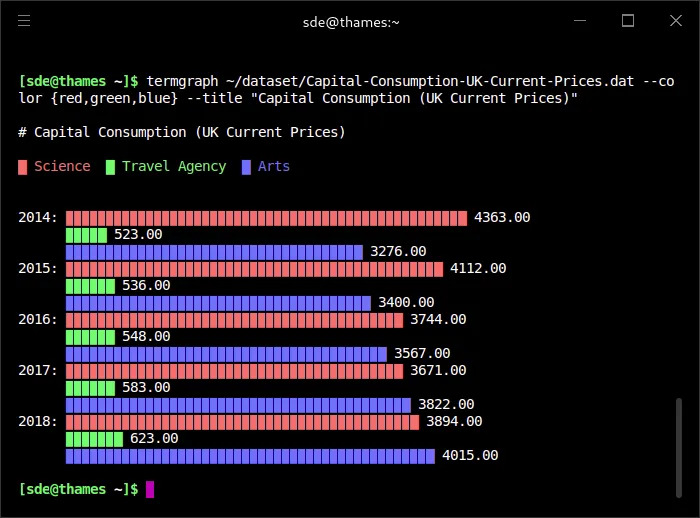 sde@thames:~
[sde@thames ~]$ termgraph ~/dataset/Capital-Consumption-UK-Current-Prices.dat --co
lor {red,green,blue} --title "Capital Consumption (UK Current Prices)"
# Capital Consumption (UK Current Prices)
Science Travel Agency Arts
2014: 4363.00
523.00
3276.00
2015: 4112.00
536.00
3400.00
2016: 3744.00
548.00
3567.00
2017: 3671.00
583.00
3822.00
2018: 3894.00
623.00
4015.00
[sde@thames ~]$